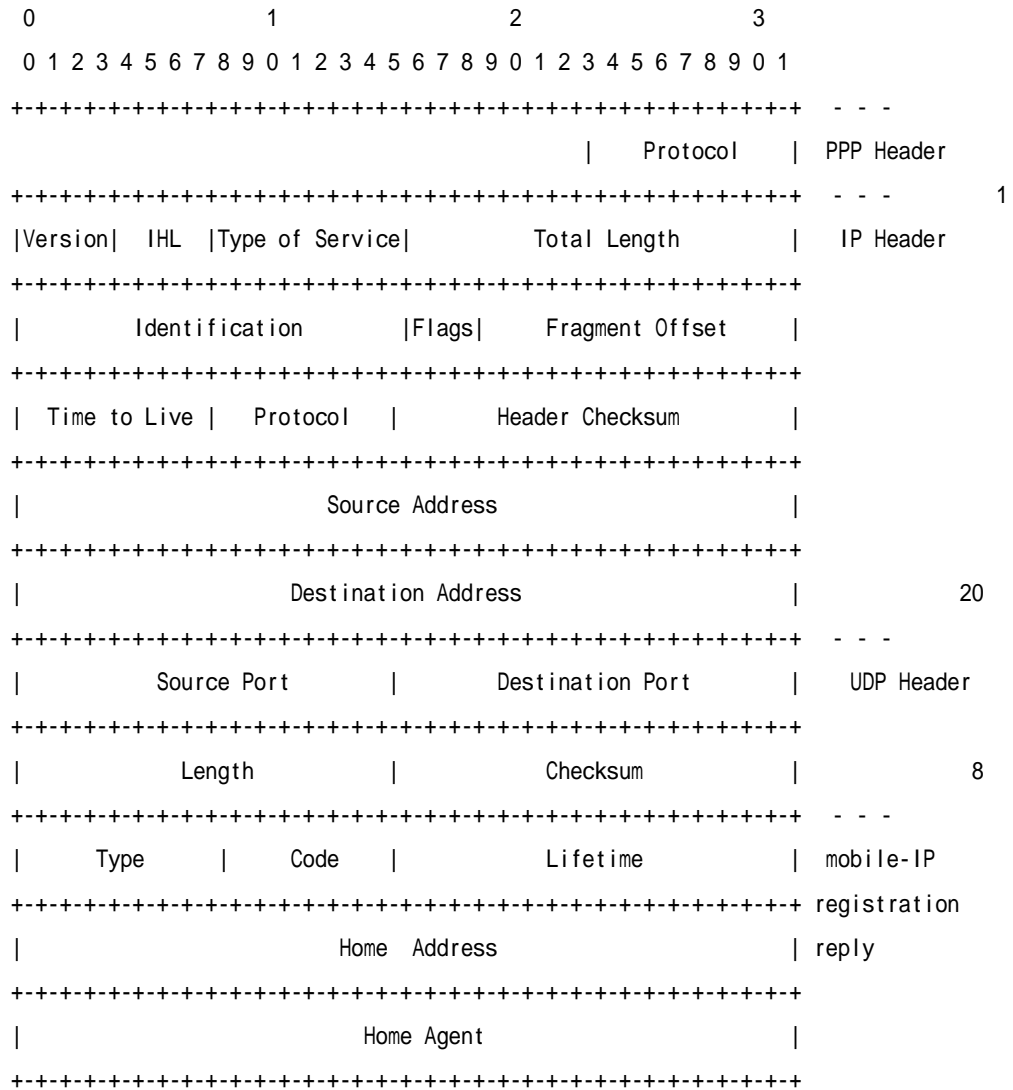 0 1 2 3
0 1 2 3 4 5 6 7 8 9 0 1 2 3 4 5 6 7 8 9 0 1 2 3 4 5 6 7 8 9 0 1
+-+-+-+-+-+-+-+-+-+-+-+-+-+-+-+-+-+-+-+-+-+-+-+-+-+-+-+-+-+-+-+-+ - - -
| Protocol | PPP Header
+-+-+-+-+-+-+-+-+-+-+-+-+-+-+-+-+-+-+-+-+-+-+-+-+-+-+-+-+-+-+-+-+ - - - 1
|Version| IHL |Type of Service| Total Length | IP Header
+-+-+-+-+-+-+-+-+-+-+-+-+-+-+-+-+-+-+-+-+-+-+-+-+-+-+-+-+-+-+-+-+
| Identification |Flags| Fragment Offset |
+-+-+-+-+-+-+-+-+-+-+-+-+-+-+-+-+-+-+-+-+-+-+-+-+-+-+-+-+-+-+-+-+
| Time to Live | Protocol | Header Checksum |
+-+-+-+-+-+-+-+-+-+-+-+-+-+-+-+-+-+-+-+-+-+-+-+-+-+-+-+-+-+-+-+-+
| Source Address |
+-+-+-+-+-+-+-+-+-+-+-+-+-+-+-+-+-+-+-+-+-+-+-+-+-+-+-+-+-+-+-+-+
| Destination Address | 20
+-+-+-+-+-+-+-+-+-+-+-+-+-+-+-+-+-+-+-+-+-+-+-+-+-+-+-+-+-+-+-+-+ - - -
| Source Port | Destination Port | UDP Header
+-+-+-+-+-+-+-+-+-+-+-+-+-+-+-+-+-+-+-+-+-+-+-+-+-+-+-+-+-+-+-+-+
| Length | Checksum | 8
+-+-+-+-+-+-+-+-+-+-+-+-+-+-+-+-+-+-+-+-+-+-+-+-+-+-+-+-+-+-+-+-+ - - -
| Type | Code | Lifetime | mobile-IP
+-+-+-+-+-+-+-+-+-+-+-+-+-+-+-+-+-+-+-+-+-+-+-+-+-+-+-+-+-+-+-+-+ registration
| Home Address | reply
+-+-+-+-+-+-+-+-+-+-+-+-+-+-+-+-+-+-+-+-+-+-+-+-+-+-+-+-+-+-+-+-+
| Home Agent |
+-+-+-+-+-+-+-+-+-+-+-+-+-+-+-+-+-+-+-+-+-+-+-+-+-+-+-+-+-+-+-+-+